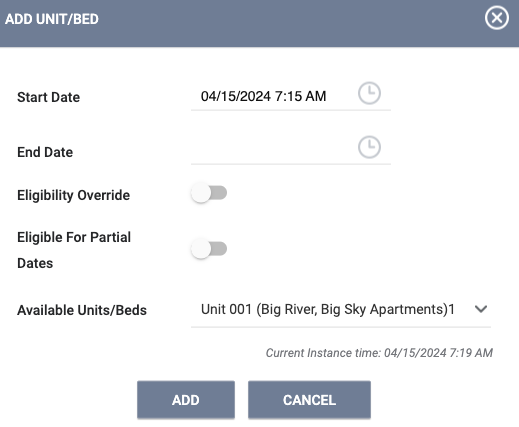 ADD UNIT/BED
Start Date
04/15/2024 7:15 AM
End Date
Eligibility Override
Eligible For Partial
Dates
Available Units/Beds
Unit 001 (Big River, Big Sky Apartments)1
Current Instance time: 04/15/2024 7:19 AM
ADD
CANCEL